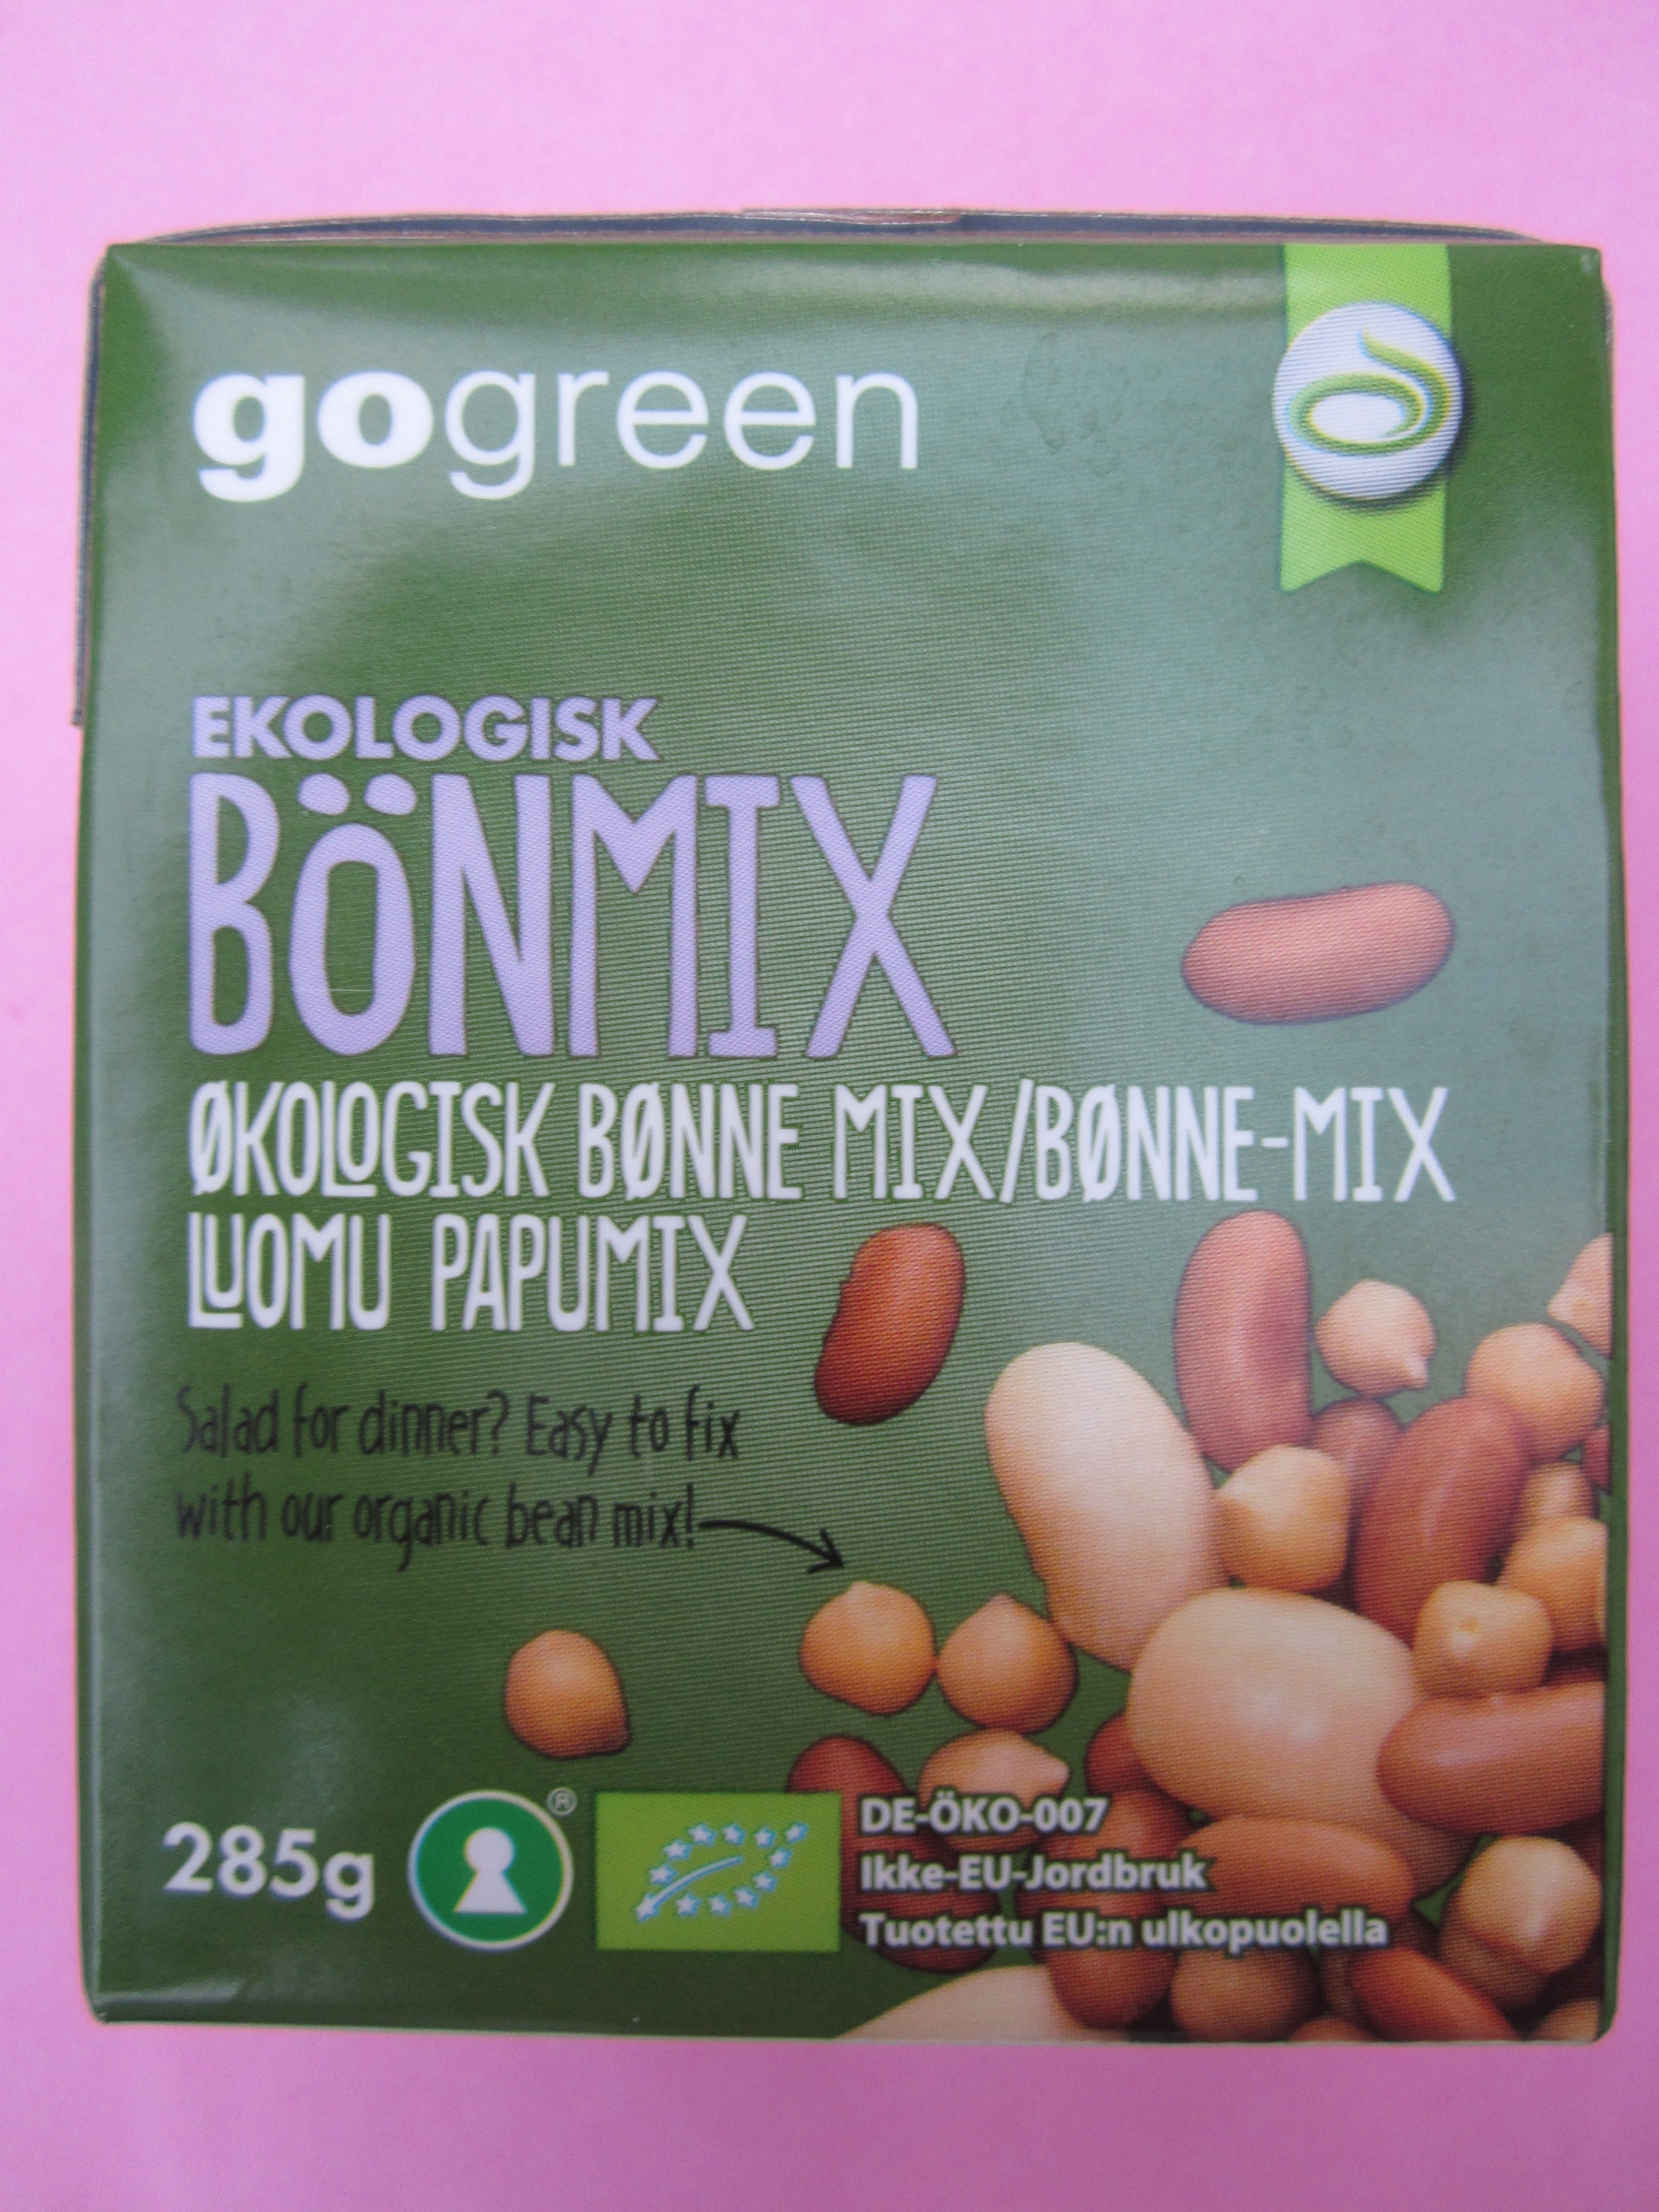 gogreen
EKOLOGISK
BÖNMIX
ØKOLOGISK BØNNE MIX/BØNNE-MIX
LUOMU PAPUMIX
Salad for dinner? Easy to fix
with our organic bean mix!
285g
®
DE-ÖKO-007
Ikke-EU-Jordbruk
Tuotettu EU:n ulkopuolella